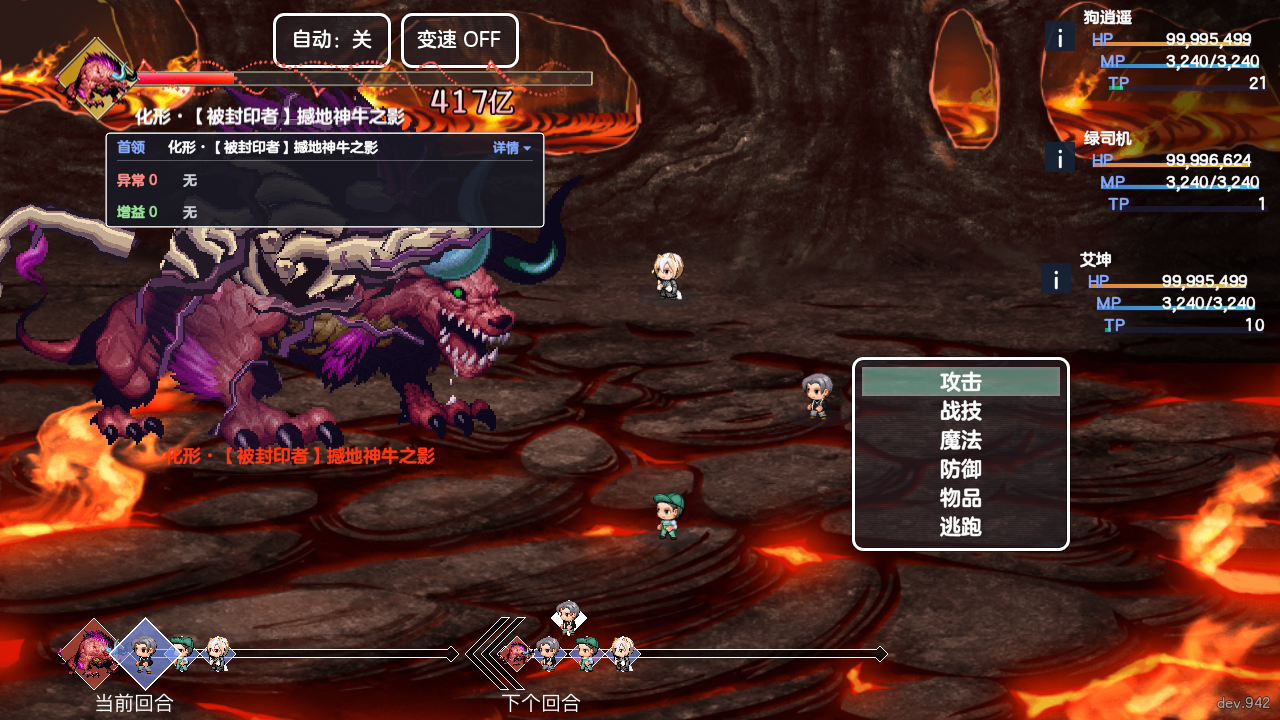 自动：关
变速 OFF
417亿
化形·【被封印者】撼地神牛之影
首领 化形·【被封印者】撼地神牛之影 详情
异常 0 无
增益 0 无
化形·【被封印者】撼地神牛之影
狗逍遥
HP 99,995,499
MP 3,240/3,240
TP 21
绿司机
HP 99,996,624
MP 3,240/3,240
TP 1
艾坤
HP 99,995,499
MP 3,240/3,240
TP 10
攻击
战技
魔法
防御
物品
逃跑
当前回合
下个回合
dev.942